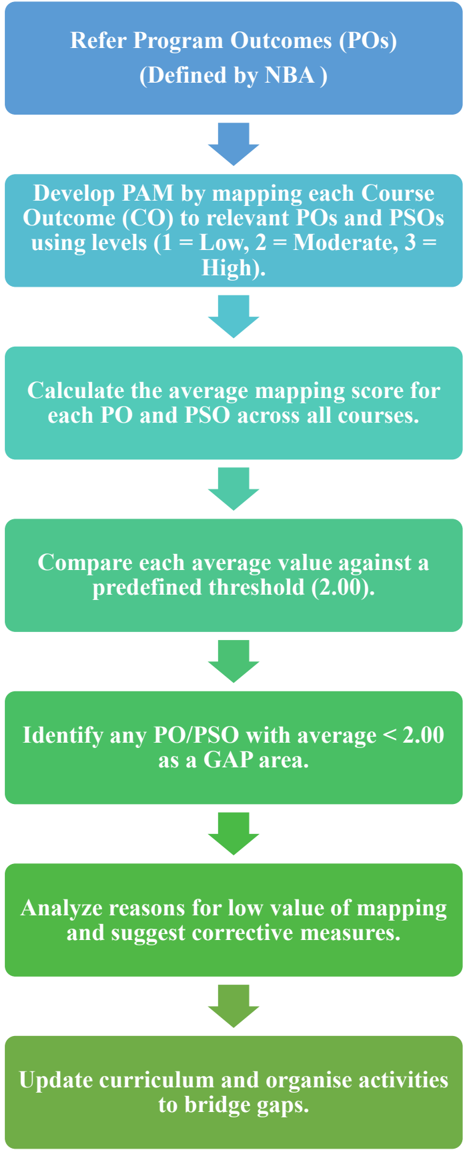 Refer Program Outcomes (POs)
(Defined by NBA )
Develop PAM by mapping each Course
Outcome (CO) to relevant POs and PSOs
using levels (1 = Low, 2 = Moderate, 3 =
High).
Calculate the average mapping score for
each PO and PSO across all courses.
Compare each average value against a
predefined threshold (2.00).
Identify any PO/PSO with average < 2.00
as a GAP area.
Analyze reasons for low value of mapping
and suggest corrective measures.
Update curriculum and organise activities
to bridge gaps.